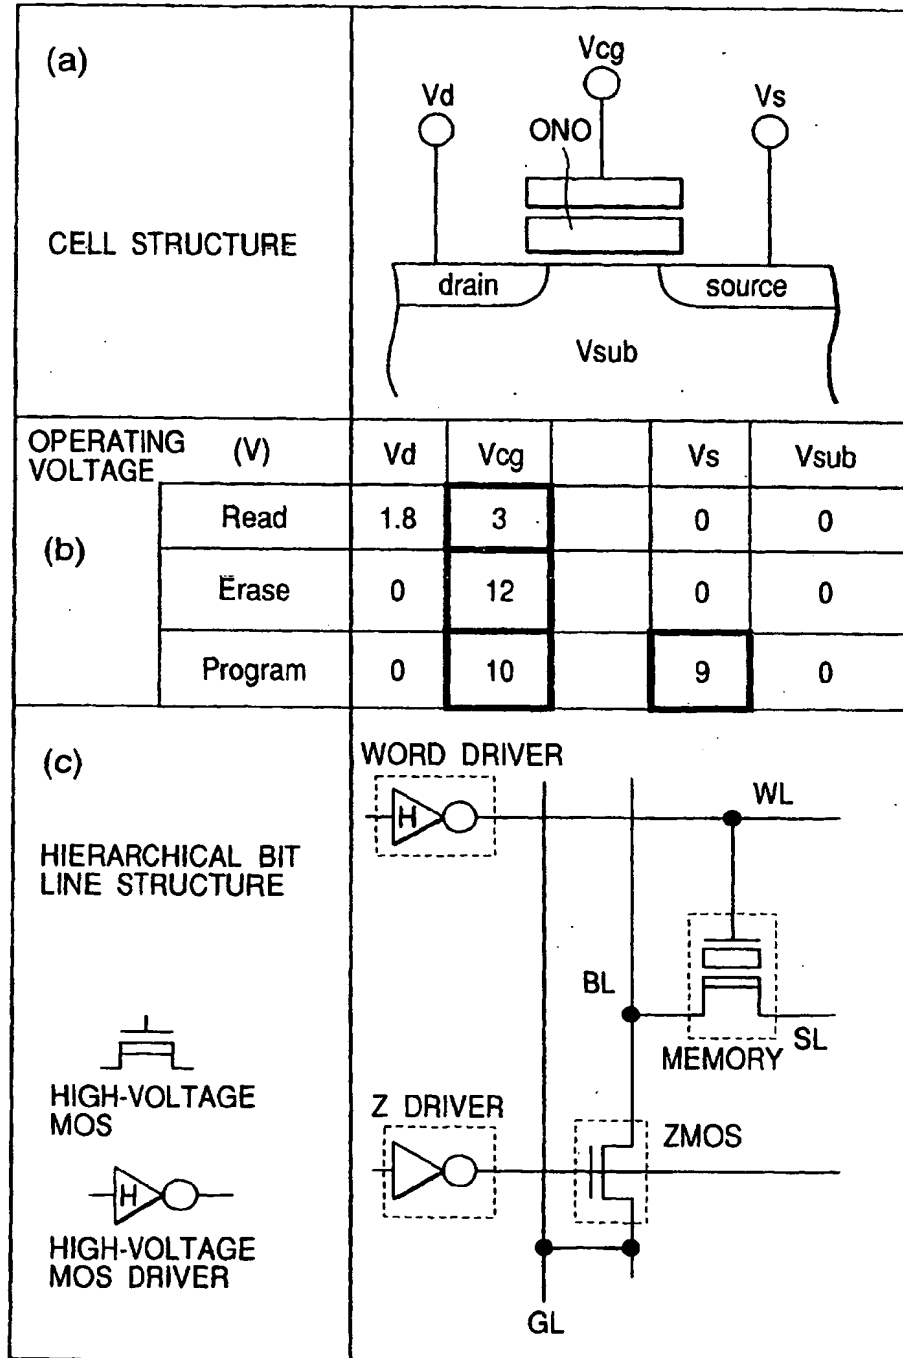 (a)
CELL STRUCTURE
Vcg
Vd
Vs
ONO
drain
source
Vsub
OPERATING
VOLTAGE
(V)
Vd
Vcg
Vs
Vsub
(b)
Read
1.8
3
0
0
Erase
0
12
0
0
Program
0
10
9
0
(c)
HIERARCHICAL BIT
LINE STRUCTURE
HIGH-VOLTAGE
MOS
H
HIGH-VOLTAGE
MOS DRIVER
WORD DRIVER
H
WL
BL
SL
MEMORY
Z DRIVER
ZMOS
GL